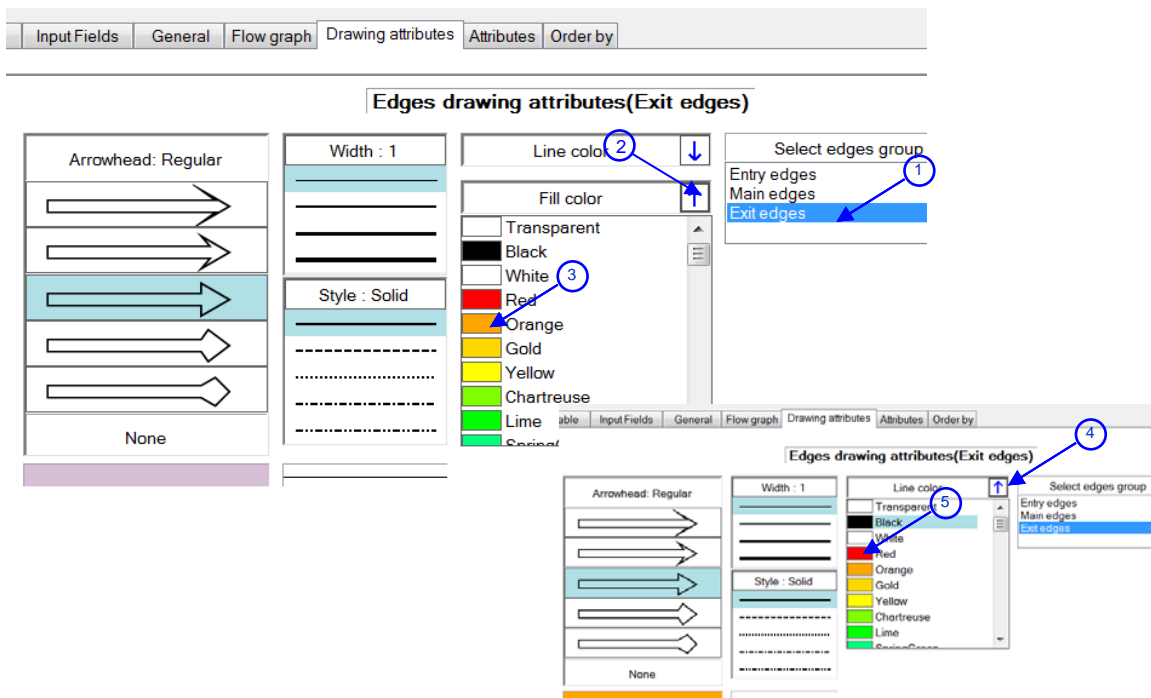 Input Fields General Flow graph Drawing attributes Attributes Order by
Edges drawing attributes(Exit edges)
Arrowhead: Regular
None
Width : 1
Style : Solid
Line color
2
Fill color
Transparent
Black
White
3
Red
Orange
Gold
Yellow
Chartreuse
Lime
Select edges group
1
Entry edges
Main edges
Exit edges
able Input Fields General Flow graph Drawing attributes Attributes Order by
4
Edges drawing attributes(Exit edges)
Arrowhead: Regular
None
Width : 1
Style : Solid
Line color
5
Transparent
Black
White
Red
Orange
Gold
Yellow
Chartreuse
Lime
SpringGreen
Select edges group
Entry edges
Main edges
Exit edges